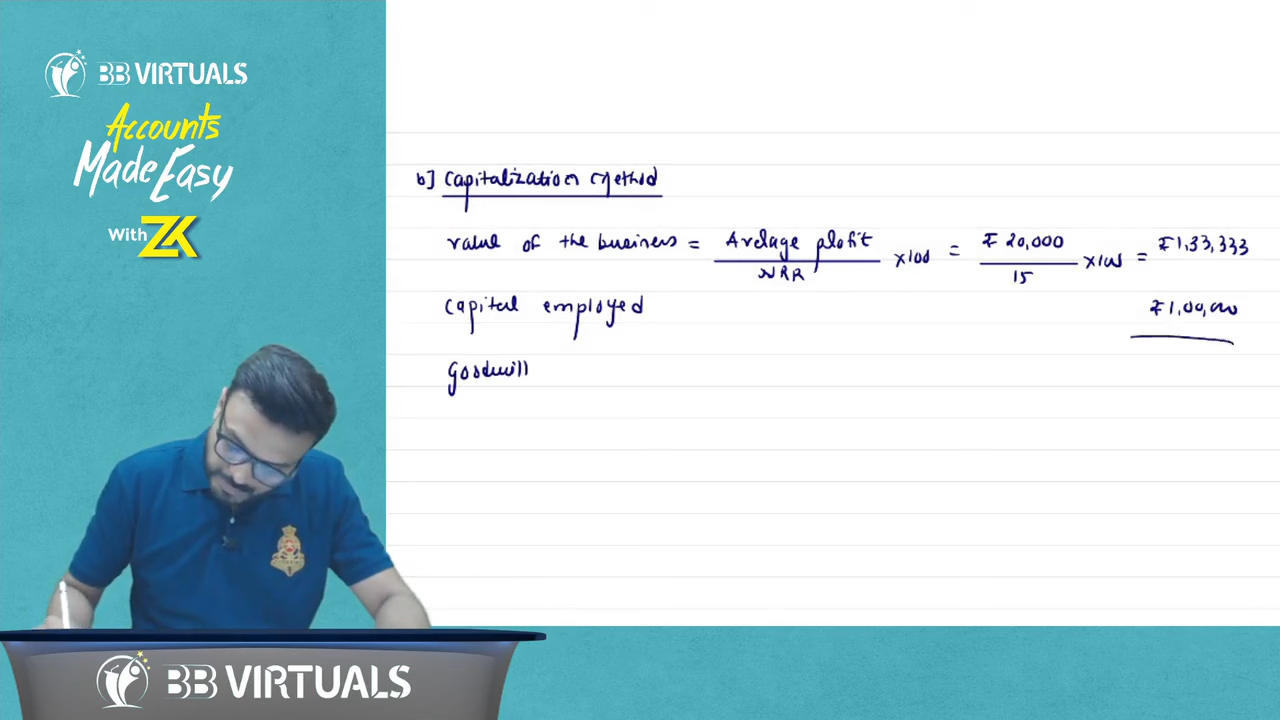 BB VIRTUALS
Accounts
Made Easy
With ZK
b] Capitalization Method
value of the business = Average profit / NRR ×100 = ₹ 20,000 / 15 ×100 = ₹1,33,333
Capital employed ₹1,00,000
Goodwill
BB VIRTUALS